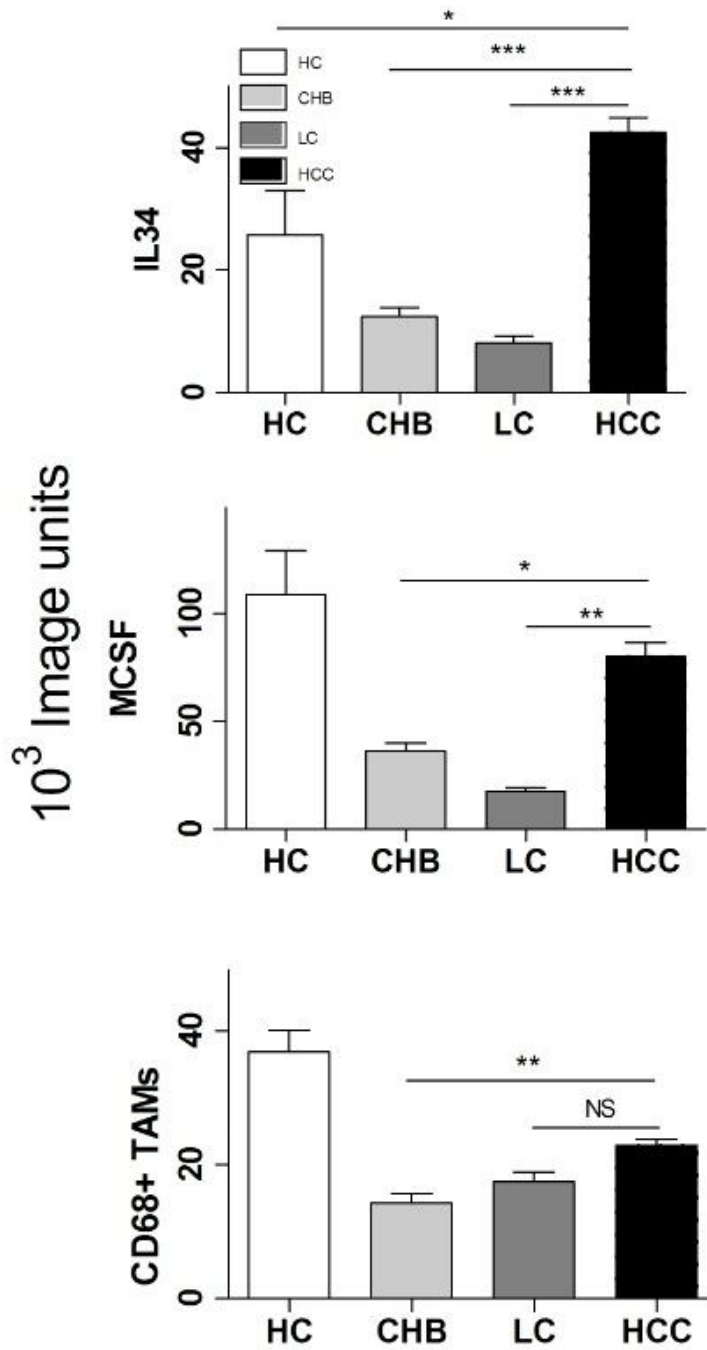 *
***
***
HC
CHB
LC
HCC
40
20
0
IL34
HC CHB LC HCC
10³ Image units
*
**
100
50
0
MCSF
HC CHB LC HCC
**
NS
40
20
0
CD68+ TAMs
HC CHB LC HCC